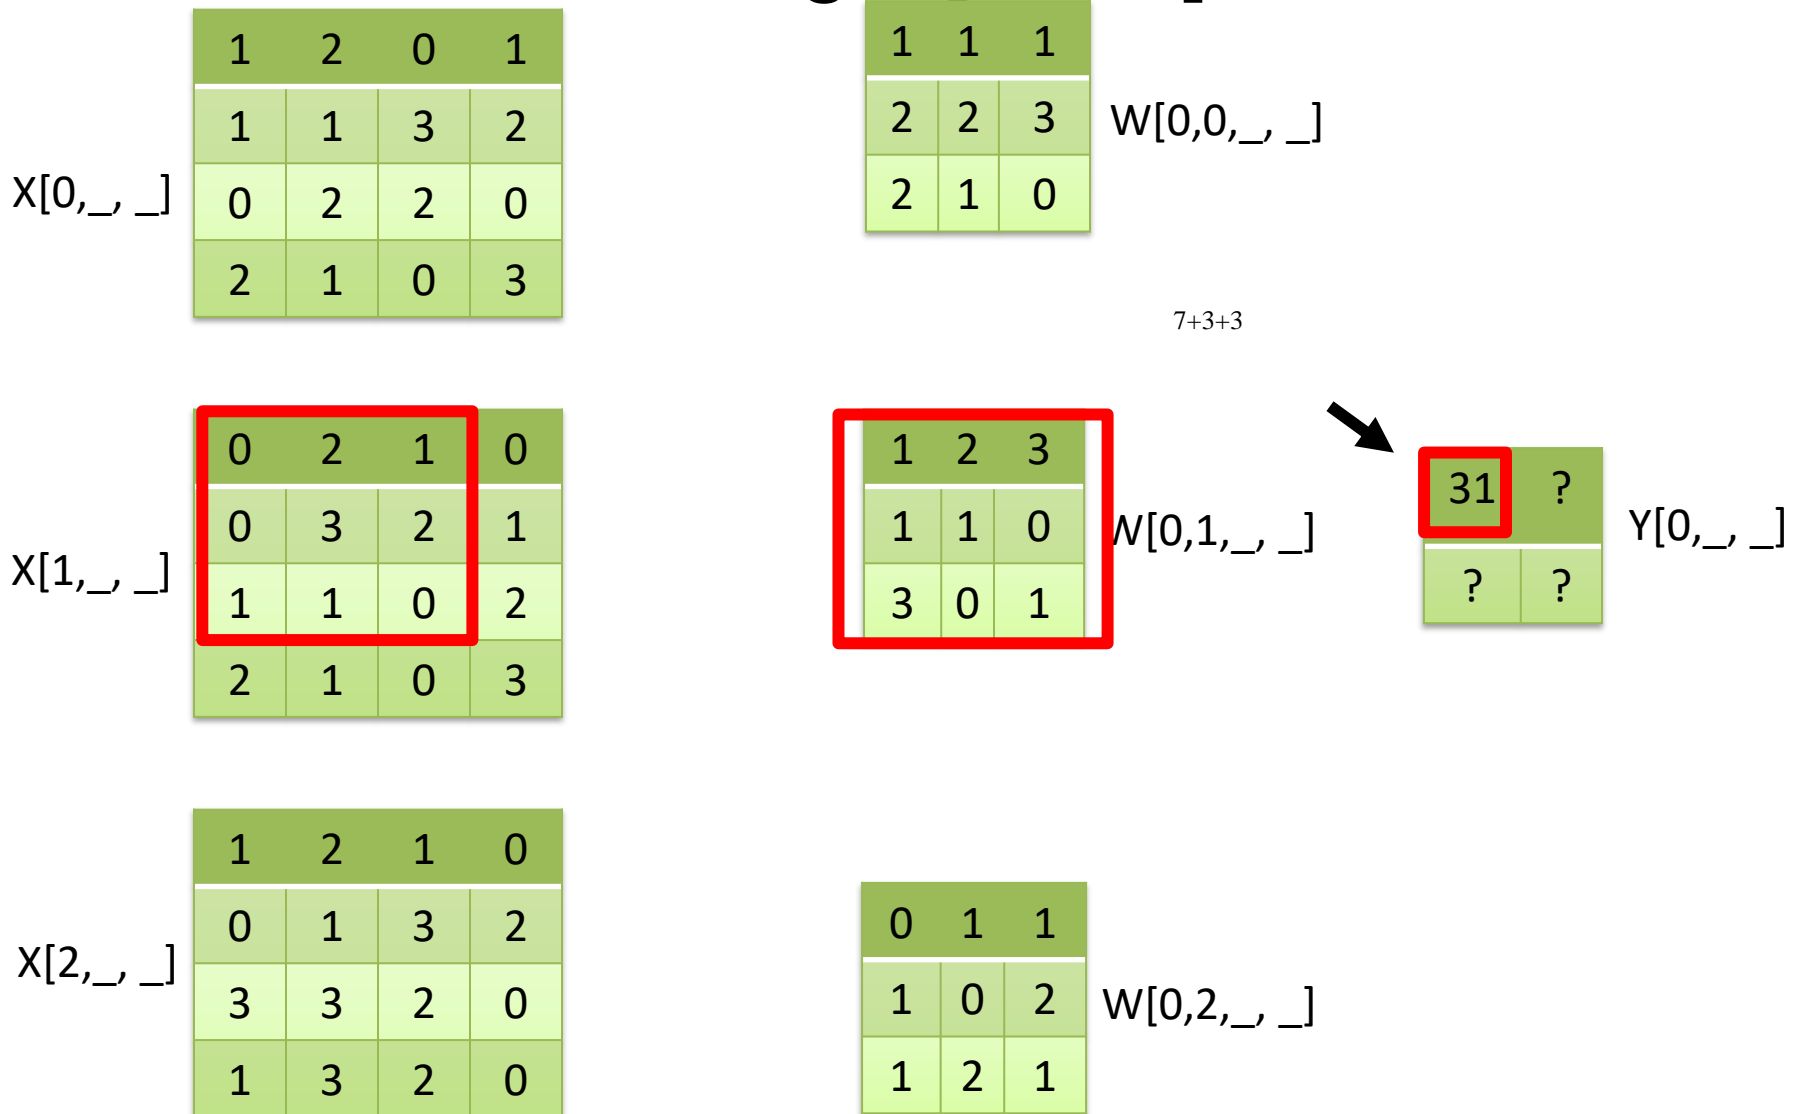 1 2 0 1
1 1 3 2
X[0,_, _]
0 2 2 0
2 1 0 3
1 1 1
2 2 3
W[0,0,_, _]
2 1 0
7+3+3
0 2 1 0
0 3 2 1
X[1,_, _]
1 1 0 2
2 1 0 3
1 2 3
1 1 0
W[0,1,_, _]
3 0 1
31 ?
Y[0,_, _]
? ?
1 2 1 0
0 1 3 2
X[2,_, _]
3 3 2 0
1 3 2 0
0 1 1
1 0 2
W[0,2,_, _]
1 2 1